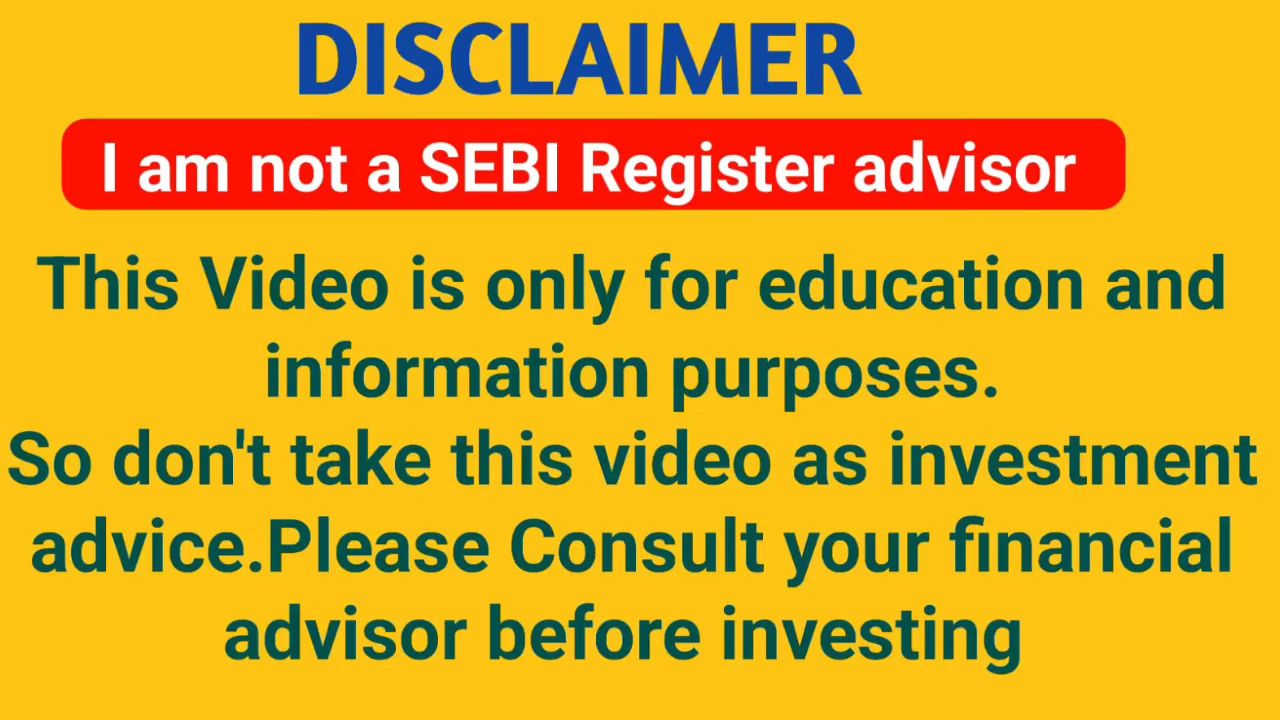 DISCLAIMER
I am not a SEBI Register advisor
This Video is only for education and
information purposes.
So don't take this video as investment
advice.Please Consult your financial
advisor before investing